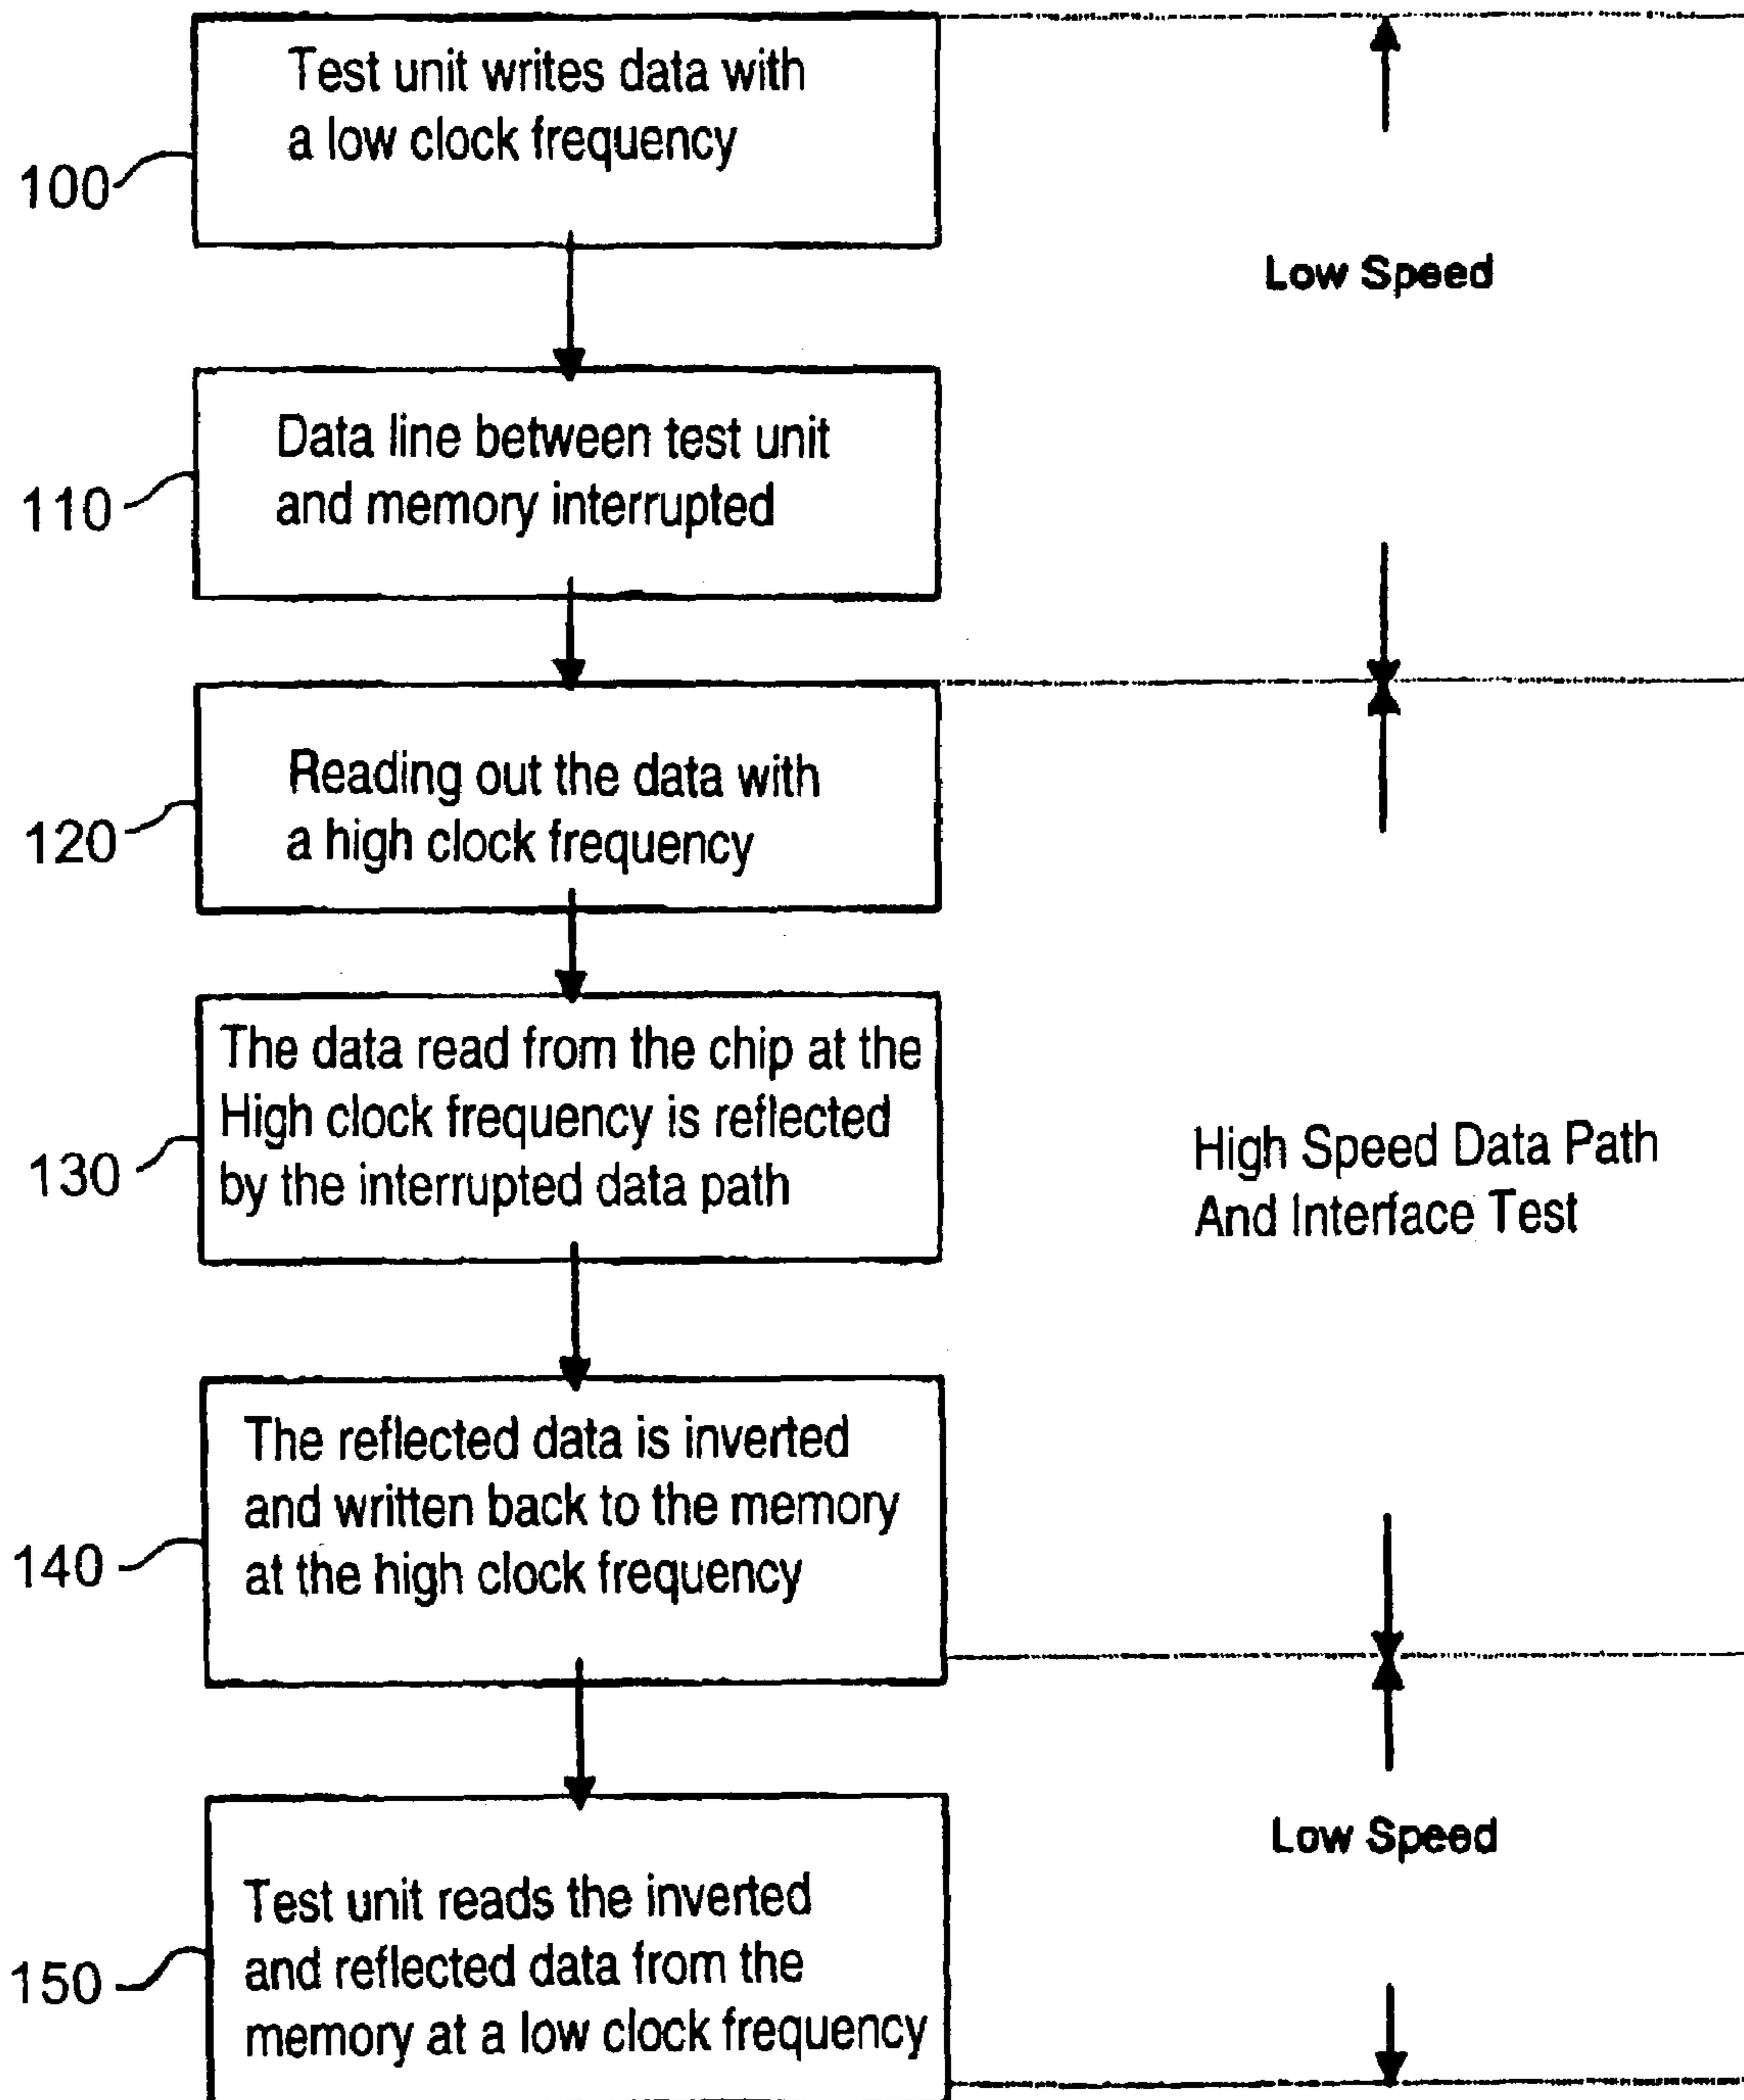 Test unit writes data with
a low clock frequency
100
Low Speed
Data line between test unit
and memory interrupted
110
Reading out the data with
a high clock frequency
120
The data read from the chip at the
High clock frequency is reflected
by the interrupted data path
130
High Speed Data Path
And Interface Test
The reflected data is inverted
and written back to the memory
at the high clock frequency
140
Low Speed
Test unit reads the inverted
and reflected data from the
memory at a low clock frequency
150